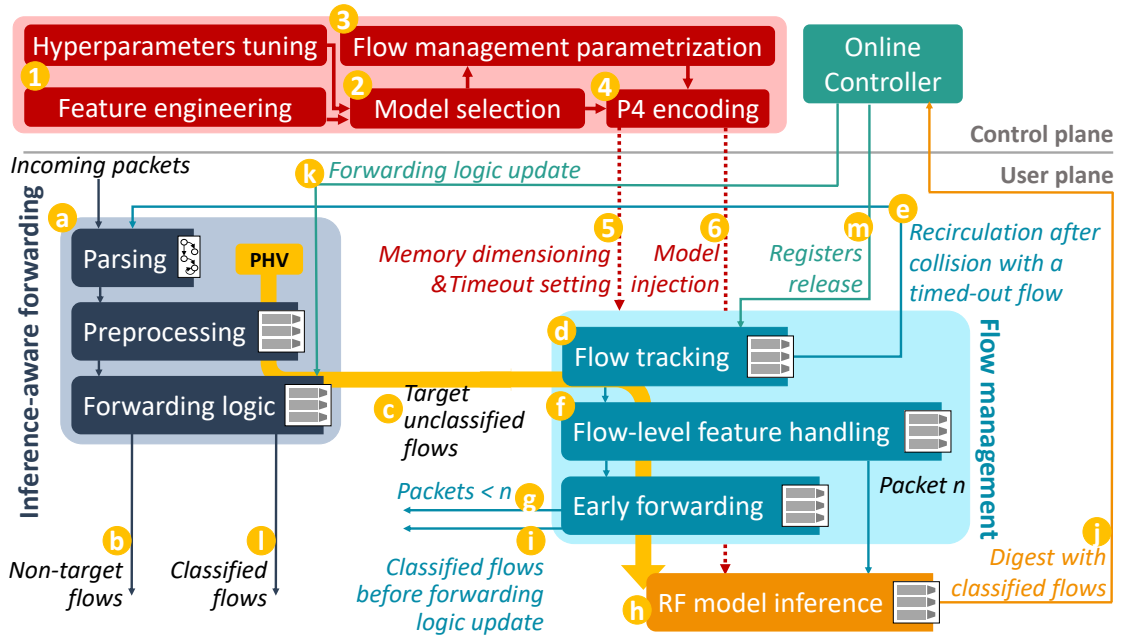 3
Hyperparameters tuning
Flow management parametrization
Online
Controller
1
2
4
Feature engineering
Model selection
P4 encoding
Control plane
User plane
Incoming packets
k
Forwarding logic update
Inference-aware forwarding
a
e
Parsing
PHV
5
6
m
Memory dimensioning
&Timeout setting
Model
injection
Registers
release
Recirculation after
collision with a
timed-out flow
Preprocessing
d
Flow tracking
Flow management
Forwarding logic
c
Target
unclassified
flows
f
Flow-level feature handling
Packets < n
g
Early forwarding
Packet n
b
l
i
j
Non-target
flows
Classified
flows
Classified flows
before forwarding
logic update
h
RF model inference
Digest with
classified flows